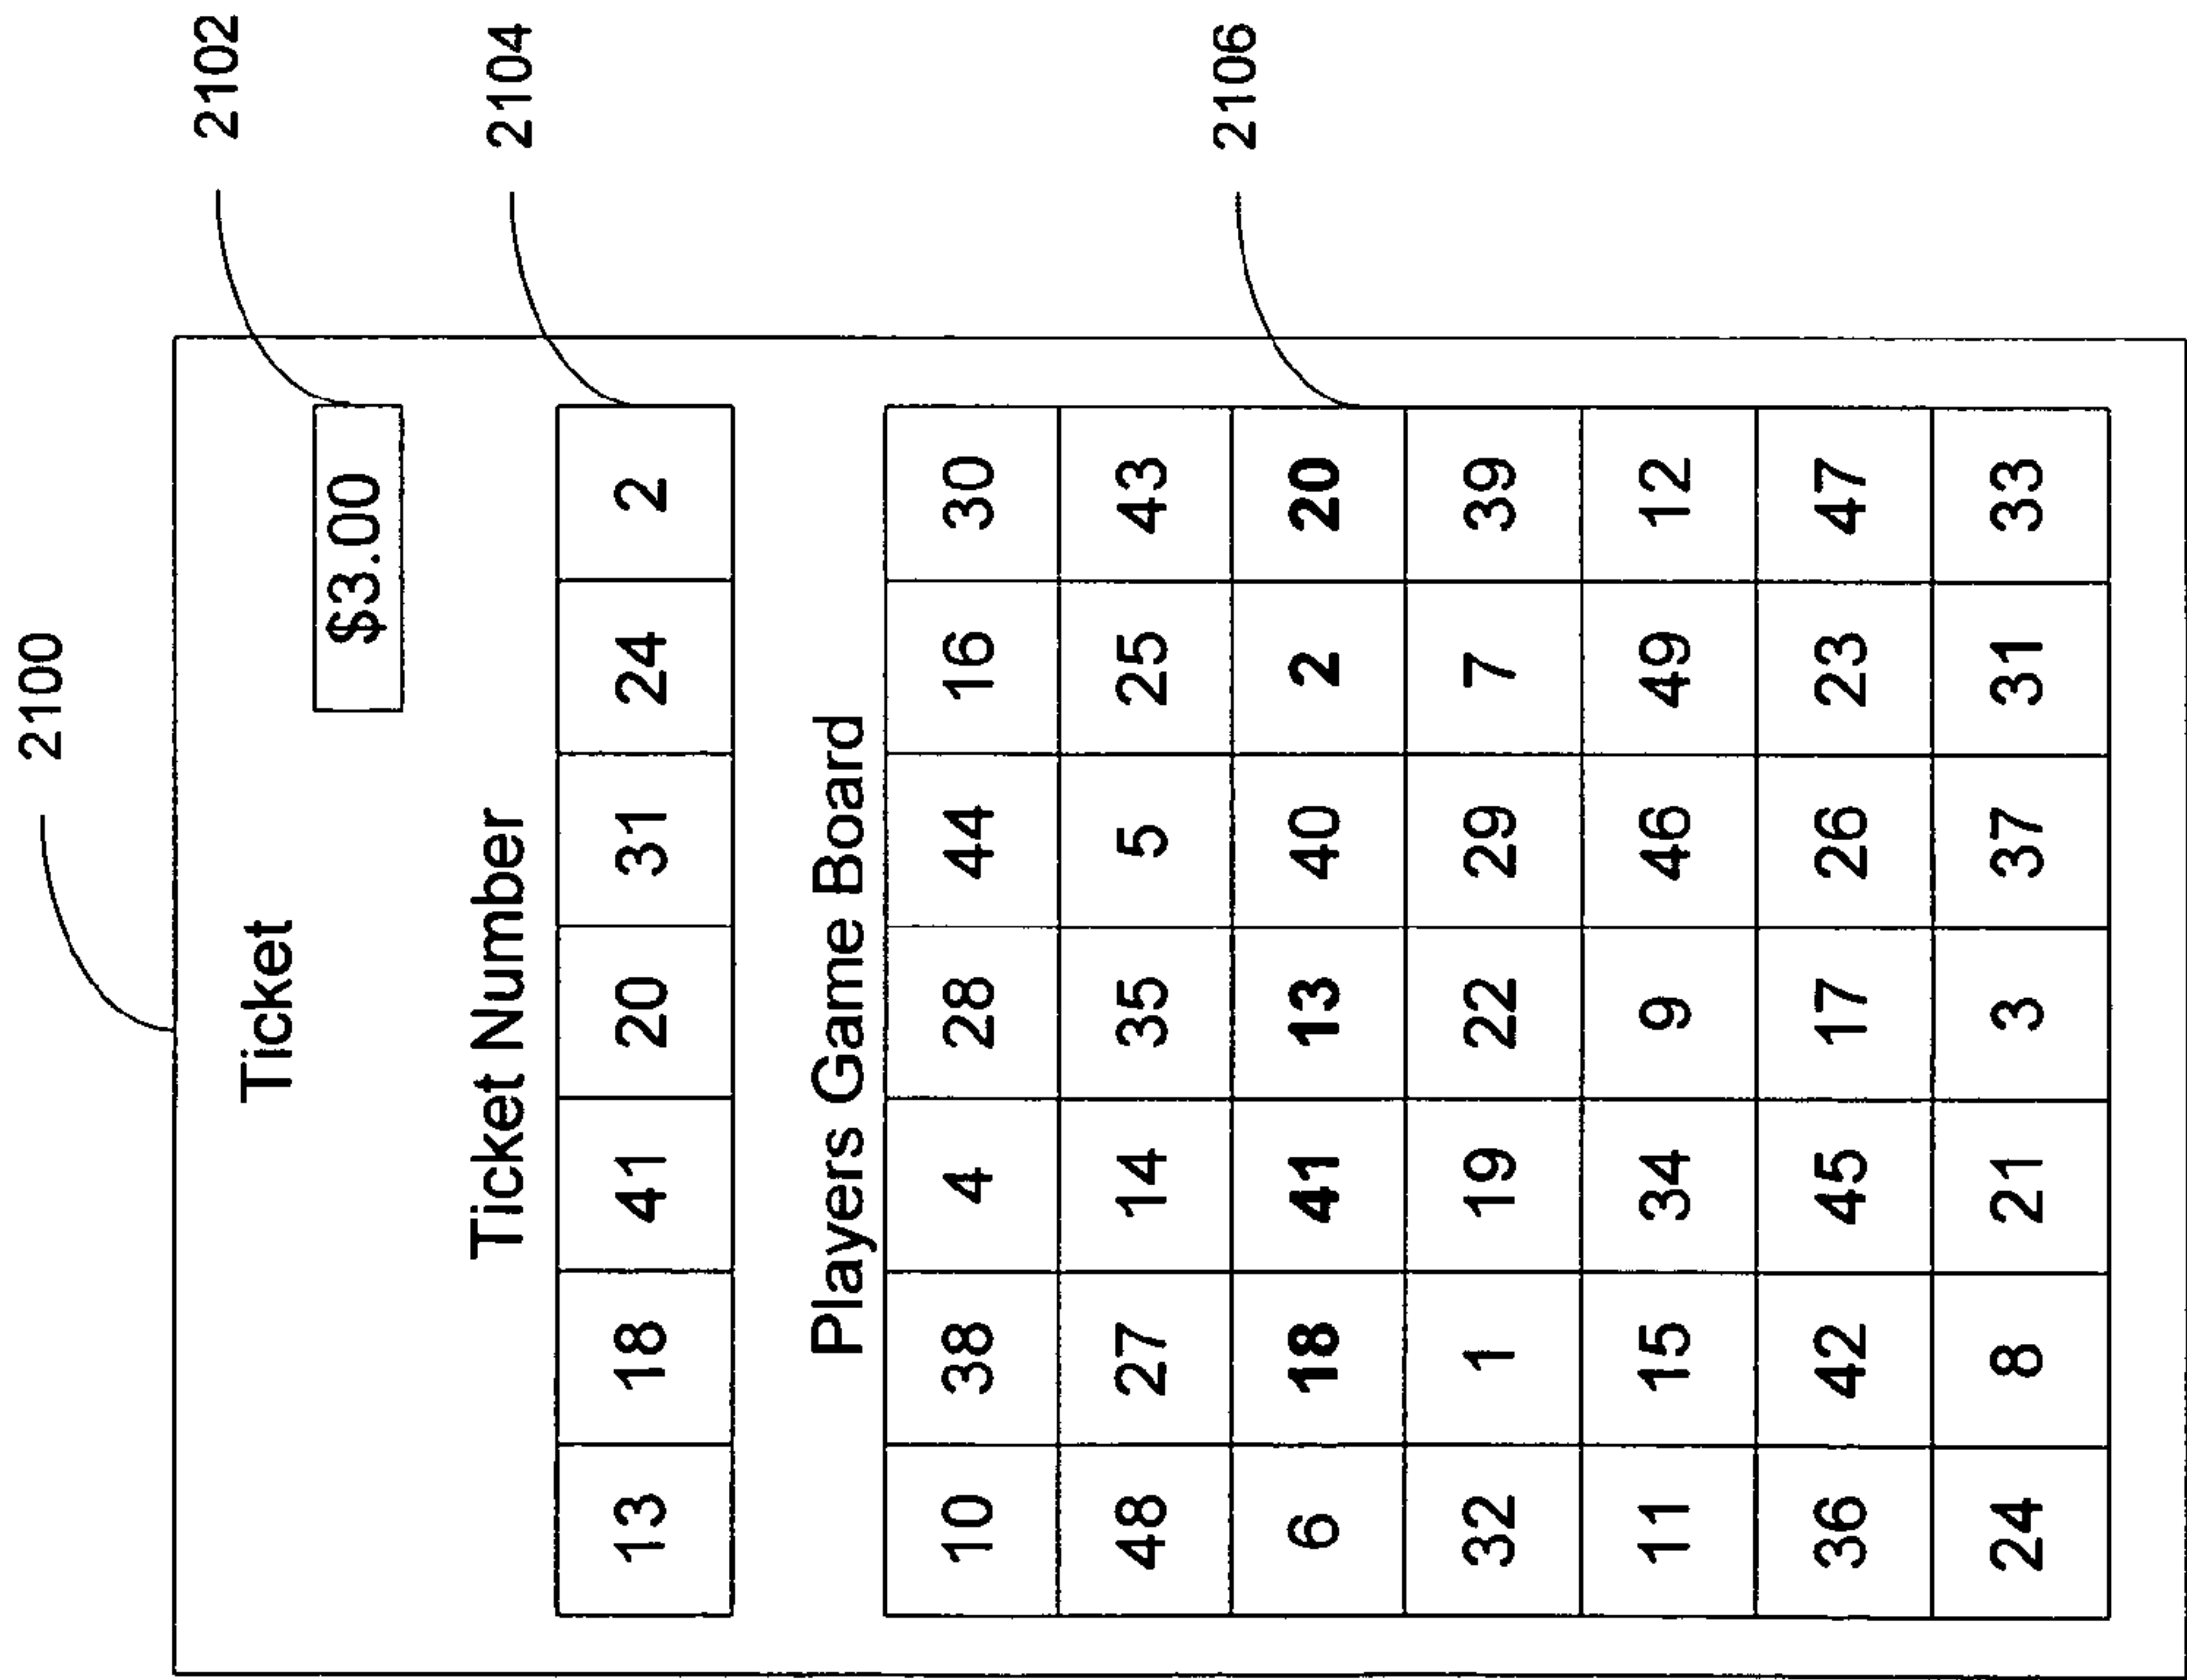 2100
Ticket
2102
$3.00
Ticket Number
2104
13 18 41 20 31 24 2
Players Game Board
2106
10 38 4 28 44 16 30
48 27 14 35 5 25 43
6 18 41 13 40 2 20
32 1 19 22 29 7 39
11 15 34 9 46 49 12
36 42 45 17 26 23 47
24 8 21 3 37 31 33